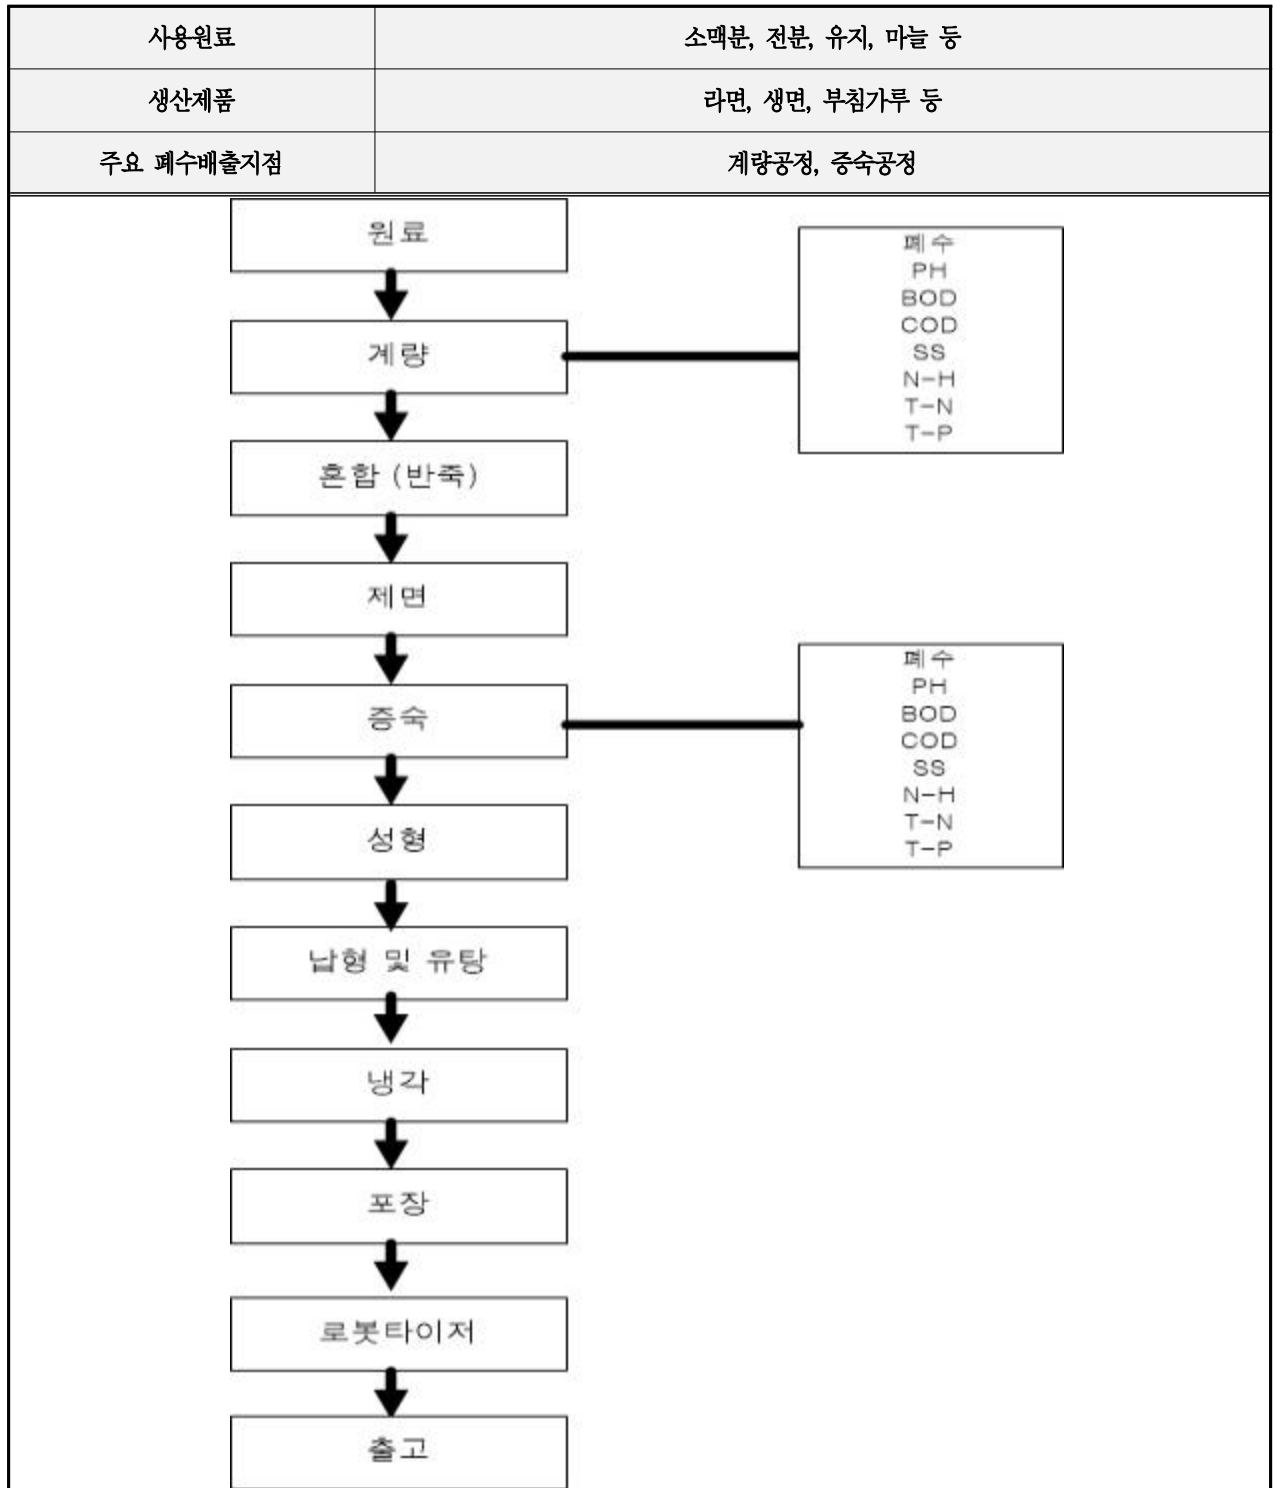 사용원료 소맥분, 전분, 유지, 마늘 등
생산제품 라면, 생면, 부침가루 등
주요 폐수배출지점 계량공정, 증숙공정
원료
폐수
PH
BOD
COD
SS
N-H
T-N
T-P
계량
혼합 (반죽)
제면
증숙
폐수
PH
BOD
COD
SS
N-H
T-N
T-P
성형
납형 및 유탕
냉각
포장
로봇타이저
출고